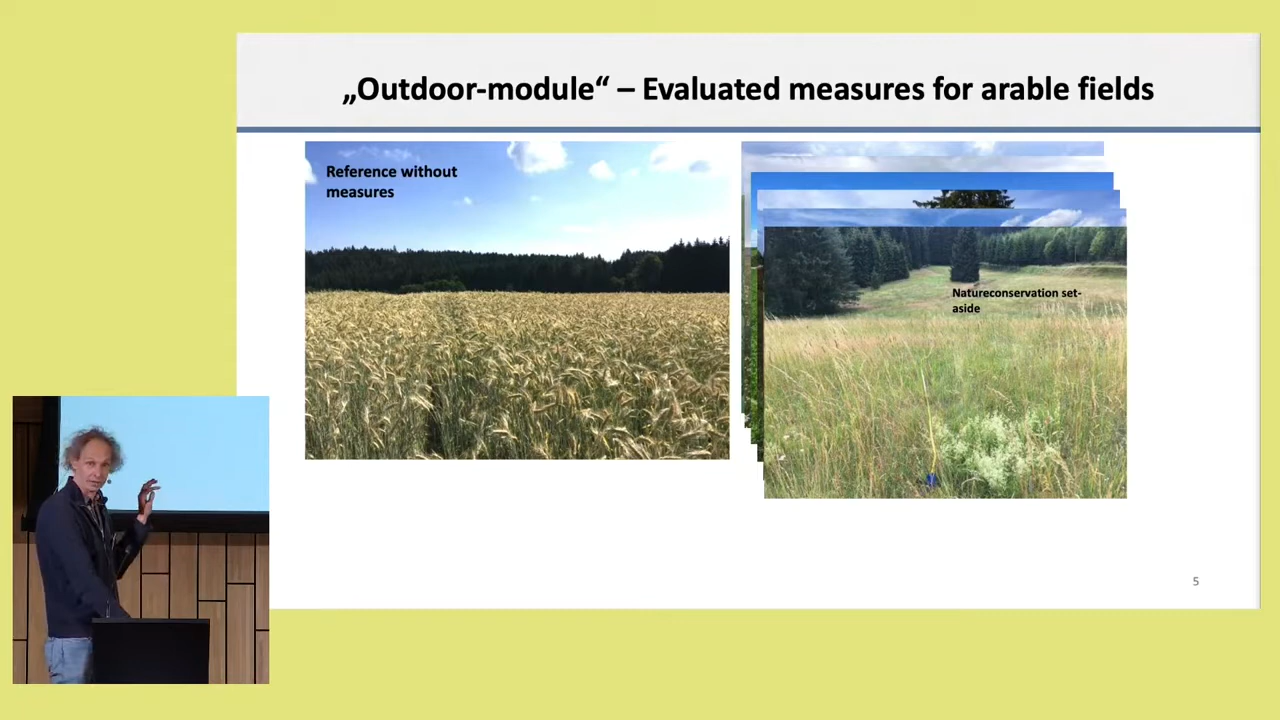 „Outdoor-module“ – Evaluated measures for arable fields
Reference without
measures
Natureconservation set-
aside
5